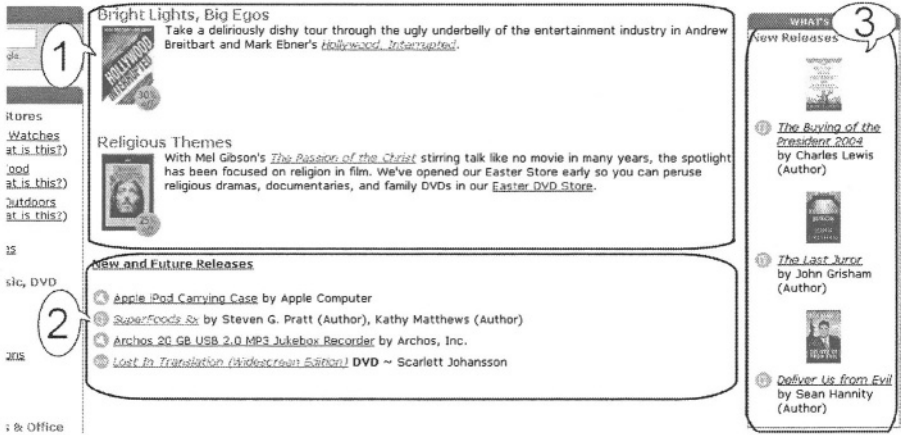 Bright Lights, Big Egos
Take a deliriously dishy tour through the ugly underbelly of the entertainment industry in Andrew
Breitbart and Mark Ebner's Hollywood, Interrupted.
1
HOLLYWOOD
INTERRUPTED
30%
off
Religious Themes
With Mel Gibson's The Passion of the Christ stirring talk like no movie in many years, the spotlight
has been focused on religion in film. We've opened our Easter Store early so you can peruse
religious dramas, documentaries, and family DVDs in our Easter DVD Store.
25%
off
New and Future Releases
2
Apple iPod Carrying Case by Apple Computer
SuperFoods Rx by Steven G. Pratt (Author), Kathy Matthews (Author)
Archos 20 GB USB 2.0 MP3 Jukebox Recorder by Archos, Inc.
Lost In Translation (Widescreen Edition) DVD ~ Scarlett Johansson
Watches
at is this?)
ood
at is this?)
Outdoors
at is this?)
sic, DVD
ons
s & Office
WHAT'S
3
New Releases
The Buying of the
President 2004
by Charles Lewis
(Author)
The Last Juror
by John Grisham
(Author)
Deliver Us from Evil
by Sean Hannity
(Author)